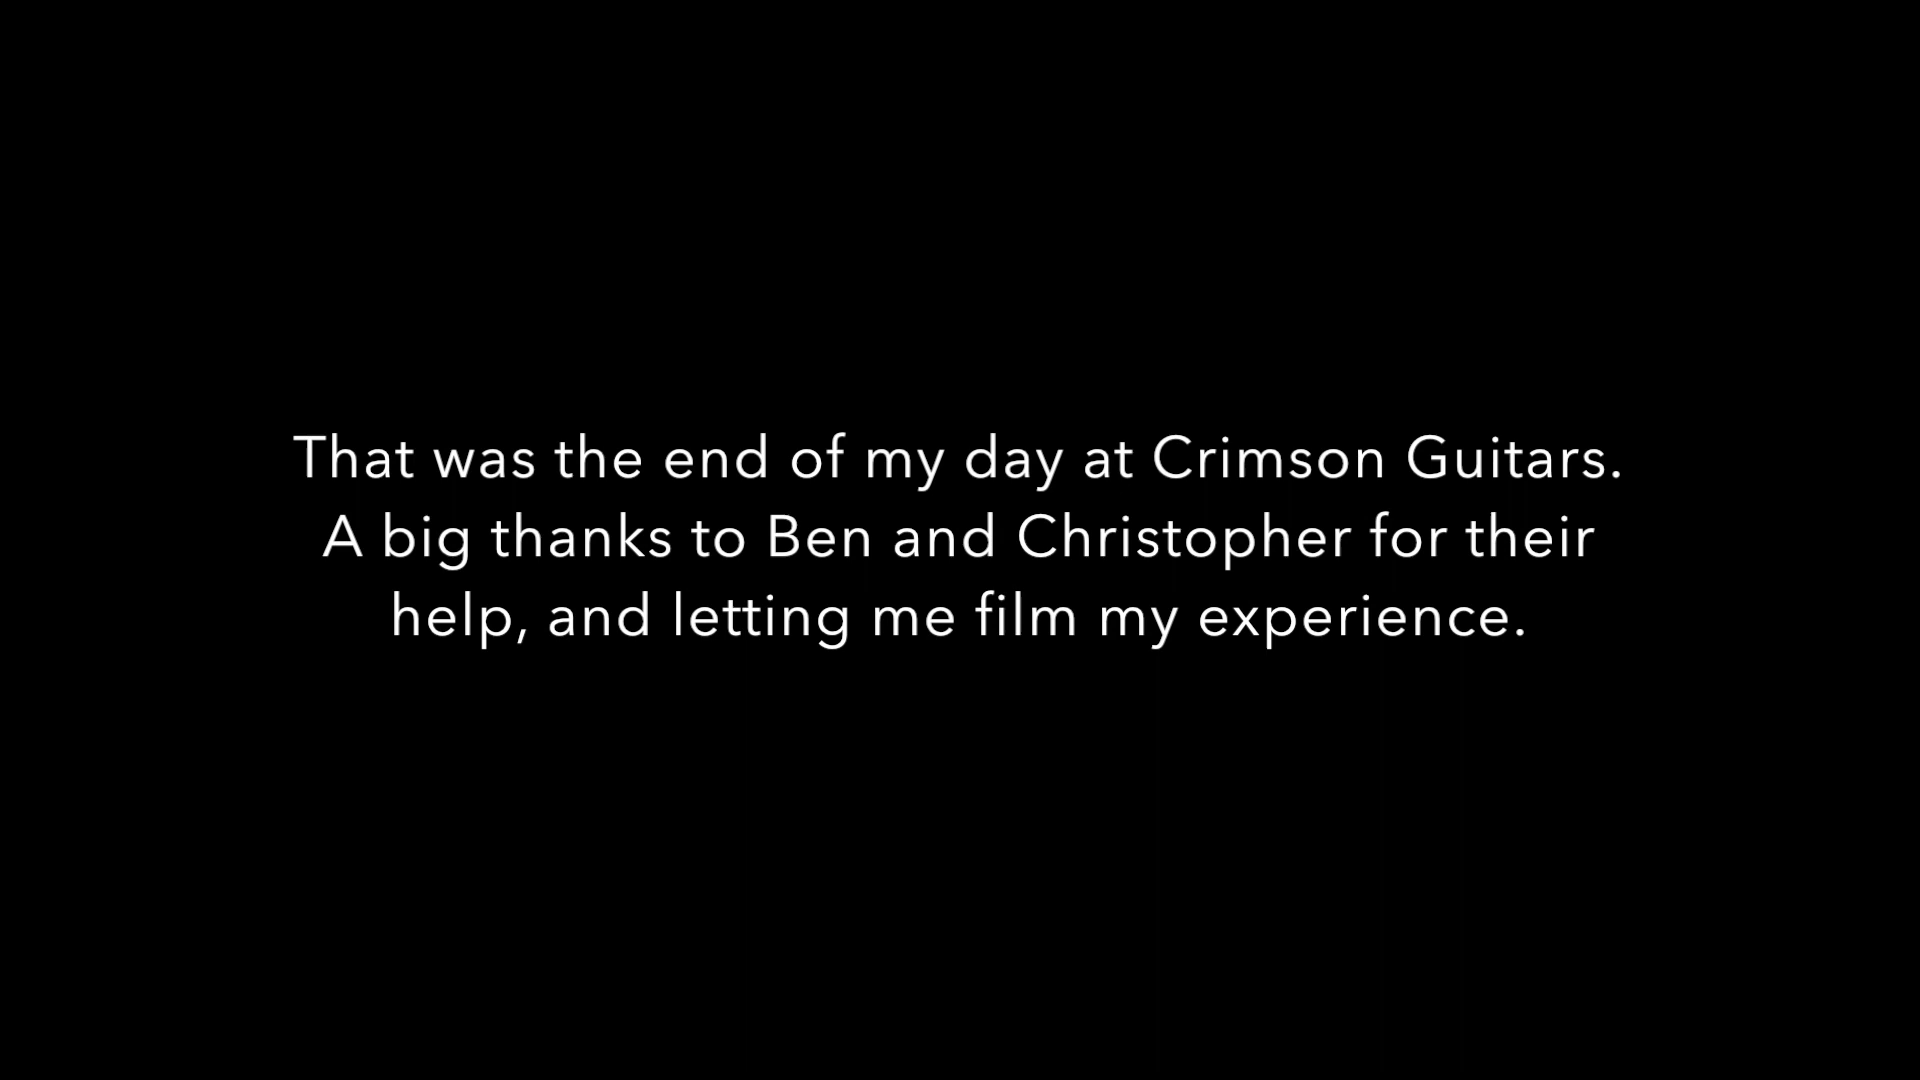 That was the end of my day at Crimson Guitars.
A big thanks to Ben and Christopher for their
help, and letting me film my experience.